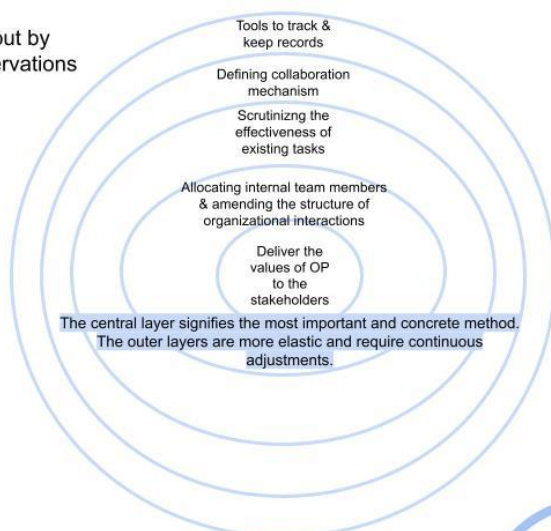 out by
ervations
Tools to track &
keep records
Defining collaboration
mechanism
Scrutinizng the
effectiveness of
existing tasks
Allocating internal team members
& amending the structure of
organizational interactions
Deliver the
values of OP
to the
stakeholders
The central layer signifies the most important and concrete method.
The outer layers are more elastic and require continuous
adjustments.